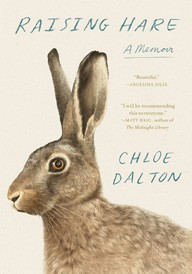 RAISING HARE
A Memoir
"Beautiful."
—ANGELINA JOLIE
"I will be recommending
this to everyone."
—MATT HAIG, author of
The Midnight Library
CHLOE
DALTON